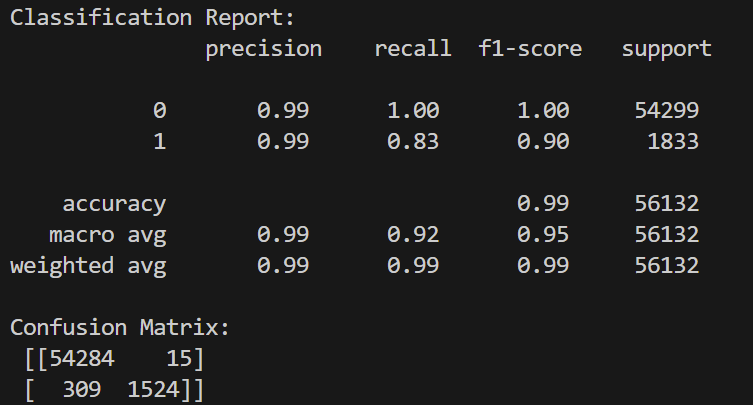 Classification Report:
precision recall f1-score support
0 0.99 1.00 1.00 54299
1 0.99 0.83 0.90 1833
accuracy 0.99 56132
macro avg 0.99 0.92 0.95 56132
weighted avg 0.99 0.99 0.99 56132
Confusion Matrix:
[[54284 15]
[ 309 1524]]